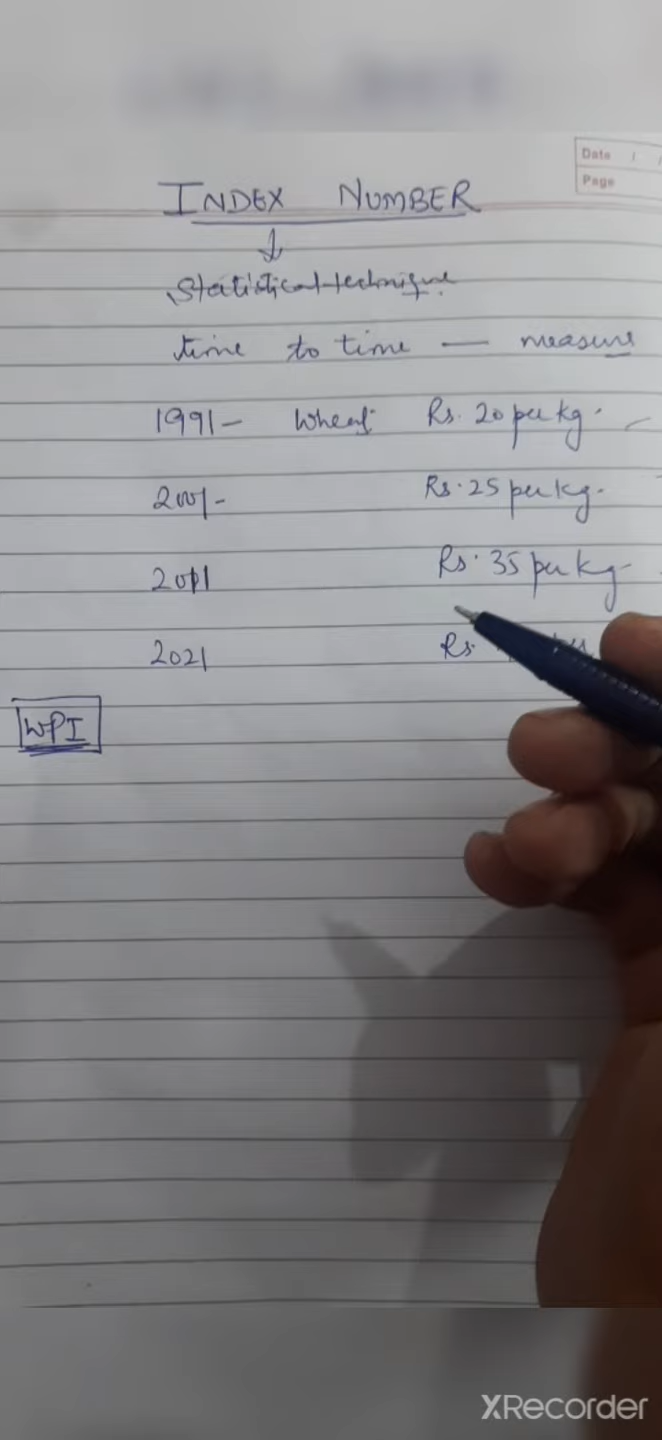 Date / /
Page
INDEX NUMBER
Statistical technique
time to time — measure
1991 - Wheat Rs. 20 per kg.
2001 - Rs. 25 per kg.
2011 Rs. 35 per kg
2021 Rs.
WPI
XRecorder